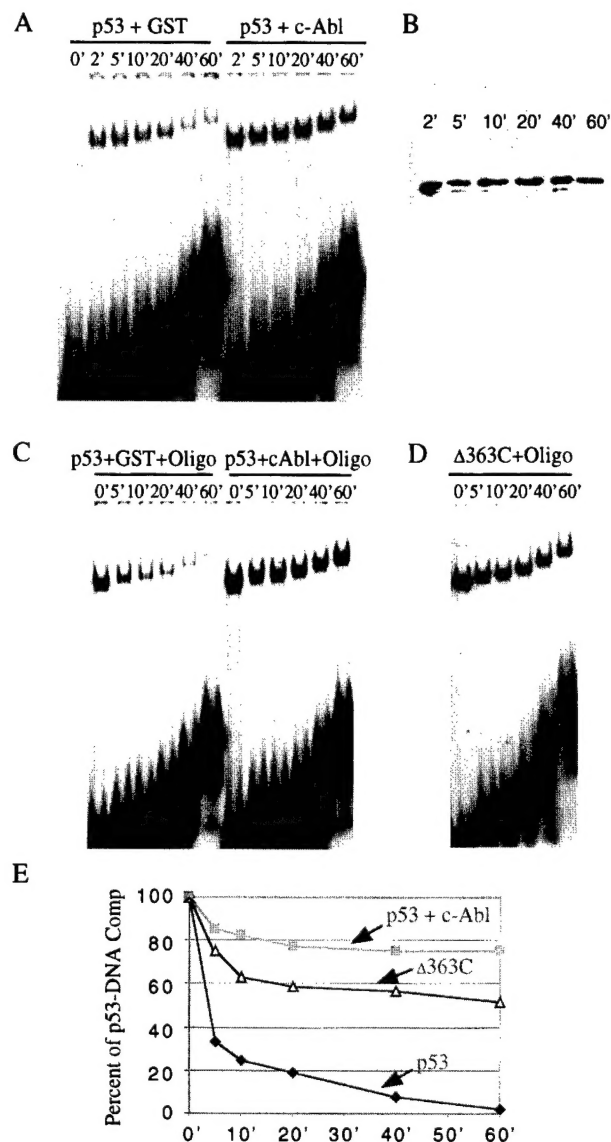 A
p53 + GST
p53 + c-Abl
0' 2' 5' 10' 20' 40' 60'
2' 5' 10' 20' 40' 60'
B
2' 5' 10' 20' 40' 60'
C
p53+GST+Oligo
p53+cAbl+Oligo
0' 5' 10' 20' 40' 60'
0' 5' 10' 20' 40' 60'
D
Δ363C+Oligo
0' 5' 10' 20' 40' 60'
E
Percent of p53-DNA Comp
100
80
60
40
20
0
p53 + c-Abl
Δ363C
p53
0' 10' 20' 30' 40' 50' 60'